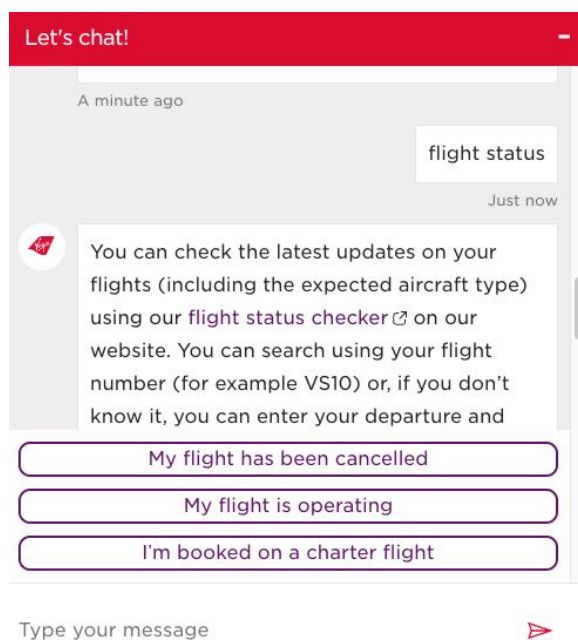 Let's chat!
A minute ago
flight status
Just now
You can check the latest updates on your
flights (including the expected aircraft type)
using our flight status checker on our
website. You can search using your flight
number (for example VS10) or, if you don't
know it, you can enter your departure and
My flight has been cancelled
My flight is operating
I'm booked on a charter flight
Type your message